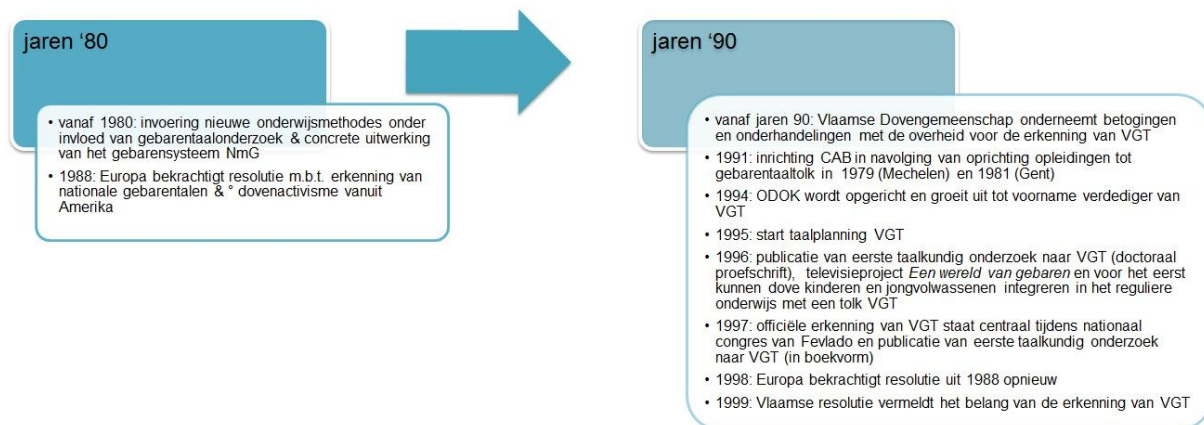 jaren ‘80
• vanaf 1980: invoering nieuwe onderwijsmethodes onder
invloed van gebarentaalonderzoek & concrete uitwerking
van het gebarensysteem NmG
• 1988: Europa bekrachtigt resolutie m.b.t. erkenning van
nationale gebarentalen & ° dovenactivisme vanuit
Amerika
jaren ‘90
• vanaf jaren 90: Vlaamse Dovengemeenschap onderneemt betogingen
en onderhandelingen met de overheid voor de erkenning van VGT
• 1991: inrichting CAB in navolging van oprichting opleidingen tot
gebarentaaltolk in 1979 (Mechelen) en 1981 (Gent)
• 1994: ODOK wordt opgericht en groeit uit tot voorname verdediger van
VGT
• 1995: start taalplanning VGT
• 1996: publicatie van eerste taalkundig onderzoek naar VGT (doctoraal
proefschrift), televisieproject Een wereld van gebaren en voor het eerst
kunnen dove kinderen en jongvolwassenen integreren in het reguliere
onderwijs met een tolk VGT
• 1997: officiële erkenning van VGT staat centraal tijdens nationaal
congres van Fevlado en publicatie van eerste taalkundig onderzoek
naar VGT (in boekvorm)
• 1998: Europa bekrachtigt resolutie uit 1988 opnieuw
• 1999: Vlaamse resolutie vermeldt het belang van de erkenning van VGT